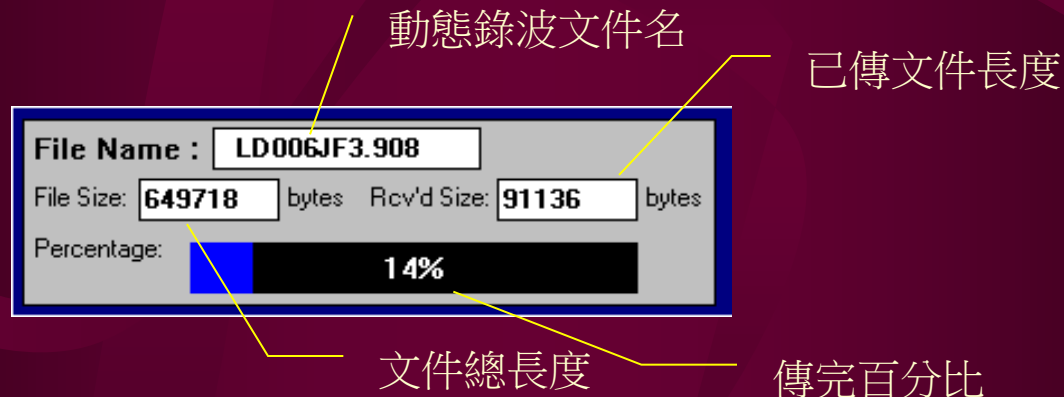 動態錄波文件名
已傳文件長度
File Name : LD006JF3.908
File Size: 649718 bytes Rcv'd Size: 91136 bytes
Percentage: 14%
文件總長度
傳完百分比